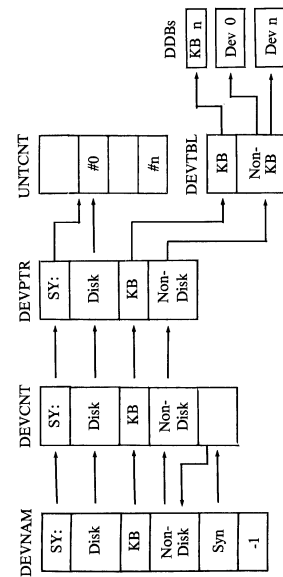 DEVNAM
SY:
Disk
KB
Non-
Disk
Syn
-1
DEVCNT
SY:
Disk
KB
Non-
Disk
DEVPTR
SY:
Disk
KB
Non-
Disk
UNTCNT
#0
#n
DEVTBL
KB
Non-
KB
DDBs
KB n
Dev 0
Dev n